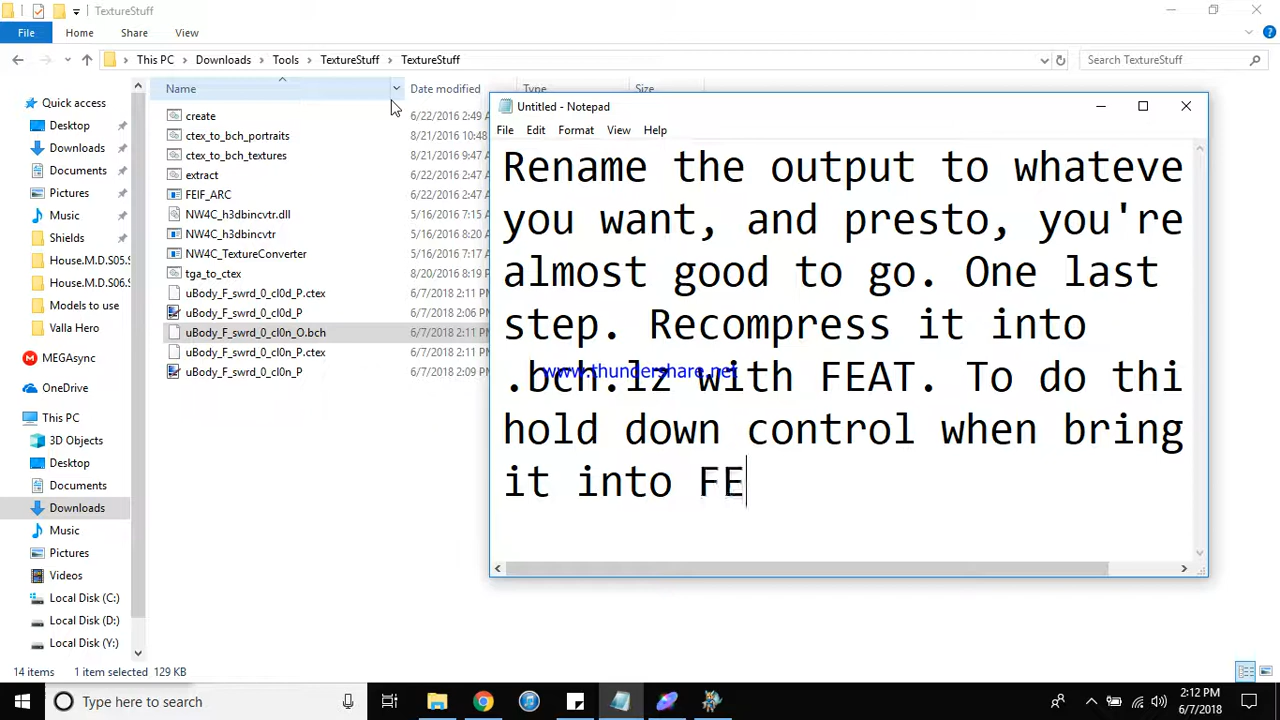 TextureStuff
File Home Share View
This PC Downloads Tools TextureStuff TextureStuff
Search TextureStuff
Name Date modified Type Size
Quick access
Desktop
Downloads
Documents
Pictures
Music
Shields
House.M.D.S05.S
House.M.D.S06.S
Models to use
Valla Hero
MEGAsync
OneDrive
This PC
3D Objects
Desktop
Documents
Downloads
Music
Pictures
Videos
Local Disk (C:)
Local Disk (D:)
Local Disk (Y:)
create 6/22/2016 2:49 A
ctex_to_bch_portraits 8/21/2016 10:48
ctex_to_bch_textures 8/21/2016 9:47 A
extract 6/22/2016 2:47 A
FEIF_ARC 6/22/2016 2:47 A
NW4C_h3dbincvtr.dll 5/16/2016 7:15 A
NW4C_h3dbincvtr 5/16/2016 8:20 A
NW4C_TextureConverter 5/16/2016 7:17 A
tga_to_ctex 8/20/2016 8:19 P
uBody_F_swrd_0_cl0d_P.ctex 6/7/2018 2:11 PM
uBody_F_swrd_0_cl0d_P 6/7/2018 2:06 PM
uBody_F_swrd_0_cl0n_O.bch 6/7/2018 2:11 PM
uBody_F_swrd_0_cl0n_P.ctex 6/7/2018 2:11 PM
uBody_F_swrd_0_cl0n_P 6/7/2018 2:09 PM
Untitled - Notepad
File Edit Format View Help
Rename the output to whateve
you want, and presto, you're
almost good to go. One last
step. Recompress it into
.bch.lz with FEAT. To do thi
hold down control when bring
it into FE
www.thundershare.net
14 items 1 item selected 129 KB
Type here to search
2:12 PM
6/7/2018